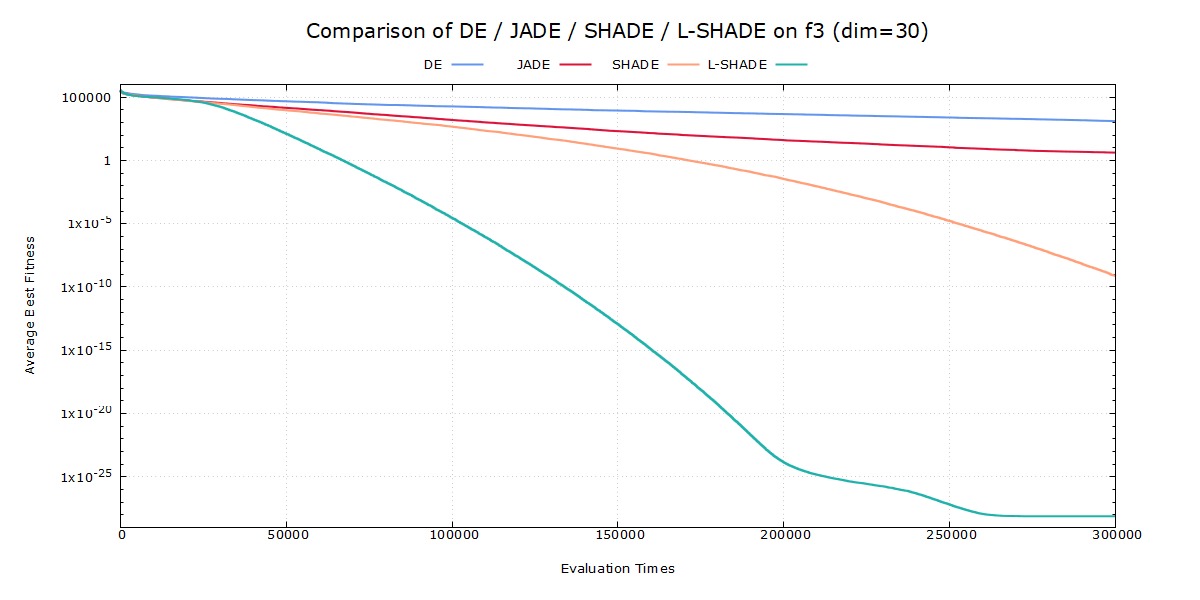 Comparison of DE / JADE / SHADE / L-SHADE on f3 (dim=30)
DE JADE SHADE L-SHADE
100000
1
1x10^-5
1x10^-10
1x10^-15
1x10^-20
1x10^-25
Average Best Fitness
0 50000 100000 150000 200000 250000 300000
Evaluation Times